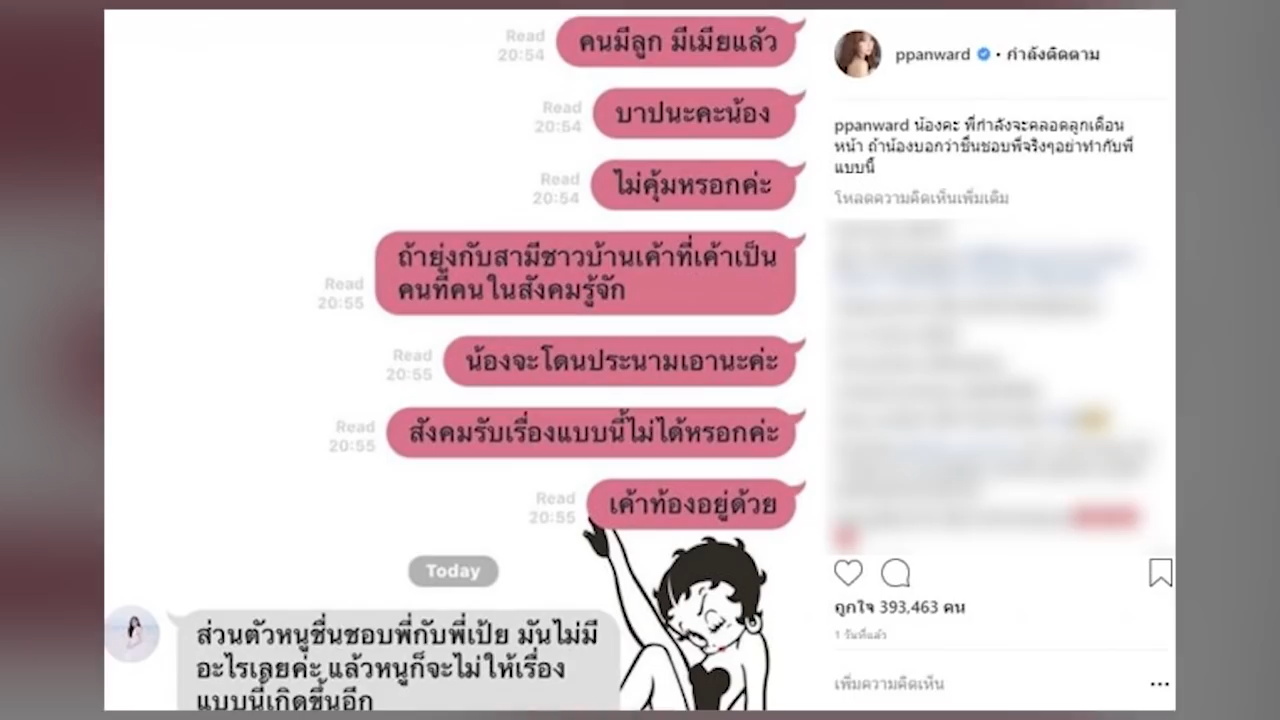 Read
20:54
คนมีลูก มีเมียแล้ว
Read
20:54
บาปนะคะน้อง
Read
20:54
ไม่คุ้มหรอกค่ะ
Read
20:55
ถ้ายุ่งกับสามีชาวบ้านเค้าที่เค้าเป็น
คนที่คนในสังคมรู้จัก
Read
20:55
น้องจะโดนประนามเอานะค่ะ
Read
20:55
สังคมรับเรื่องแบบนี้ไม่ได้หรอกค่ะ
Read
20:55
เค้าท้องอยู่ด้วย
Today
ส่วนตัวหนูชื่นชอบพี่กับพี่เป้ย มันไม่มี
อะไรเลยค่ะ แล้วหนูก็จะไม่ให้เรื่อง
แบบนี้เกิดขึ้นอีก
ppanward • กำลังติดตาม
ppanward น้องคะ พี่กำลังจะคลอดลูกเดือน
หน้า ถ้าน้องบอกว่าชื่นชอบพี่จริงๆอย่าทำกับพี่
แบบนี้
โหลดความคิดเห็นเพิ่มเติม
ถูกใจ 393,463 คน
1 วันที่แล้ว
เพิ่มความคิดเห็น